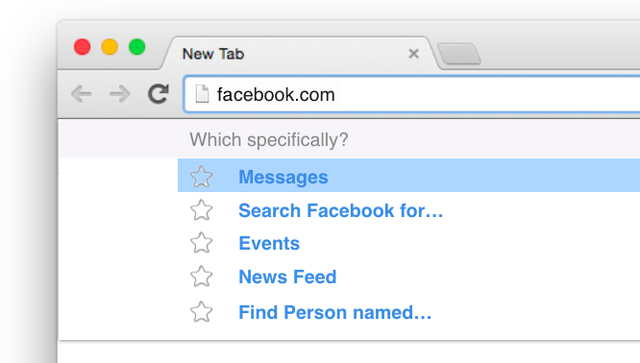 New Tab
facebook.com
Which specifically?
Messages
Search Facebook for...
Events
News Feed
Find Person named...